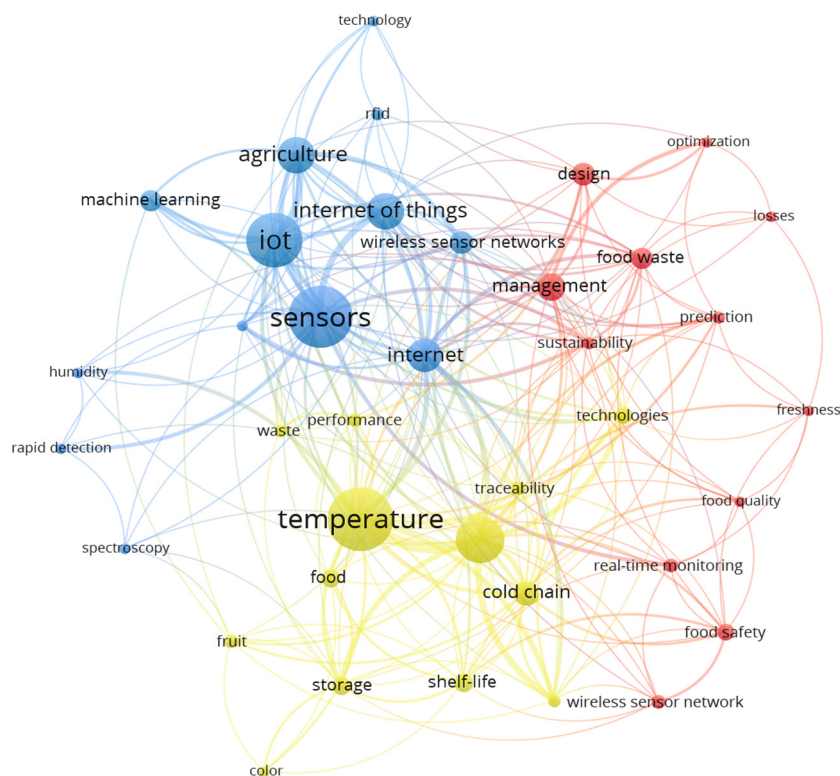 technology
rfid
optimization
agriculture
design
machine learning
internet of things
losses
iot
wireless sensor networks
food waste
management
sensors
prediction
sustainability
internet
humidity
freshness
technologies
performance
waste
rapid detection
traceability
food quality
temperature
spectroscopy
real-time monitoring
food
cold chain
food safety
fruit
shelf-life
storage
wireless sensor network
color